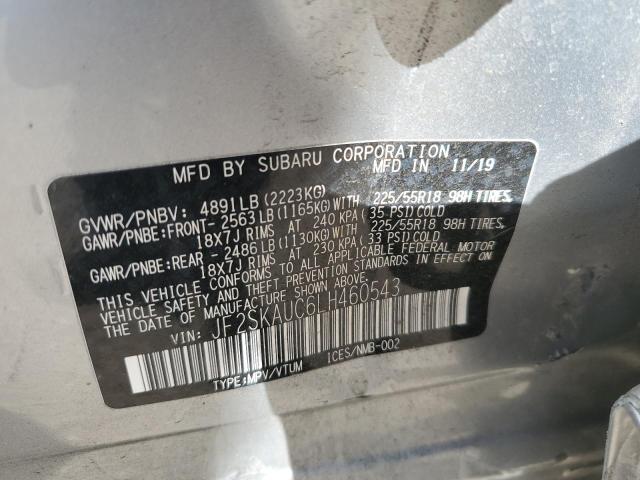 MFD BY SUBARU CORPORATION
MFD IN 11/19
GVWR/PNBV: 4891LB (2223KG)
GAWR/PNBE:FRONT- 2563LB (1165KG) WITH 225/55R18 98H TIRES,
18X7J RIMS AT 240 KPA (35 PSI) COLD
GAWR/PNBE:REAR - 2486LB (1130KG) WITH 225/55R18 98H TIRES,
18X7J RIMS AT 230 KPA (33 PSI) COLD
THIS VEHICLE CONFORMS TO ALL APPLICABLE FEDERAL MOTOR
VEHICLE SAFETY AND THEFT PREVENTION STANDARDS IN EFFECT ON
THE DATE OF MANUFACTURE SHOWN ABOVE.
VIN: JF2SKAUC6LH460543
TYPE:MPV/VTUM ICES/NMB-002